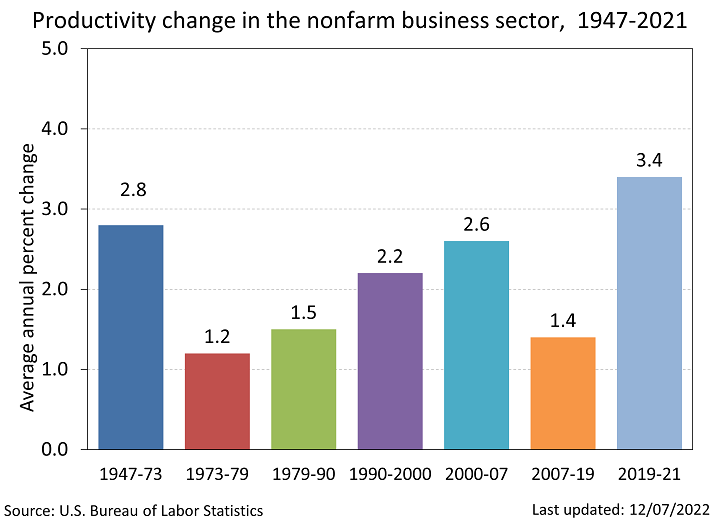 Productivity change in the nonfarm business sector, 1947-2021
Average annual percent change
5.0
4.0
3.0
2.0
1.0
0.0
2.8
1.2
1.5
2.2
2.6
1.4
3.4
1947-73 1973-79 1979-90 1990-2000 2000-07 2007-19 2019-21
Source: U.S. Bureau of Labor Statistics
Last updated: 12/07/2022